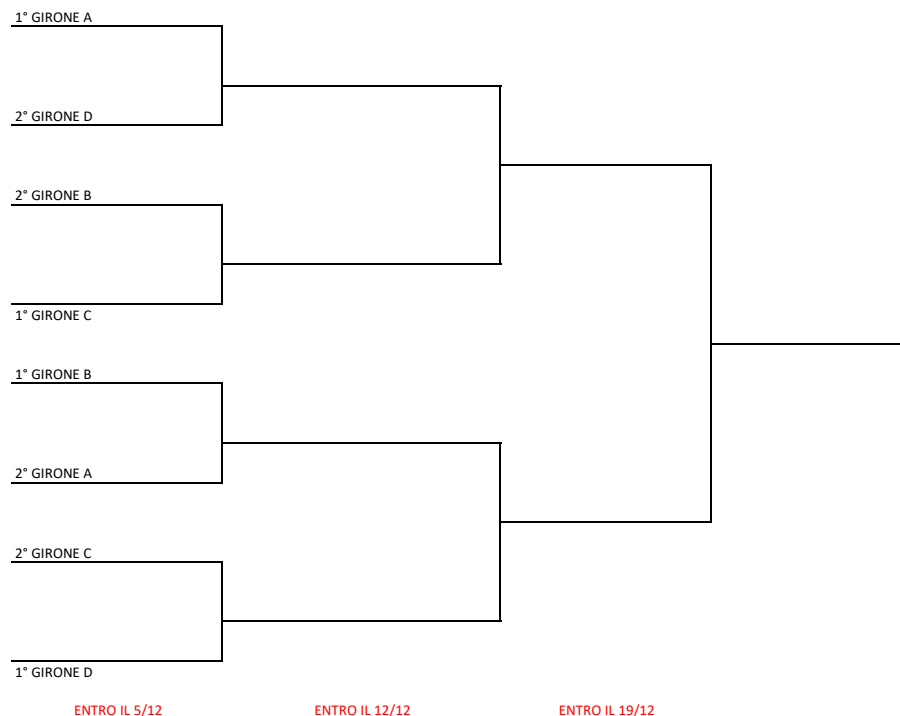 1° GIRONE A
2° GIRONE D
2° GIRONE B
1° GIRONE C
1° GIRONE B
2° GIRONE A
2° GIRONE C
1° GIRONE D
ENTRO IL 5/12
ENTRO IL 12/12
ENTRO IL 19/12